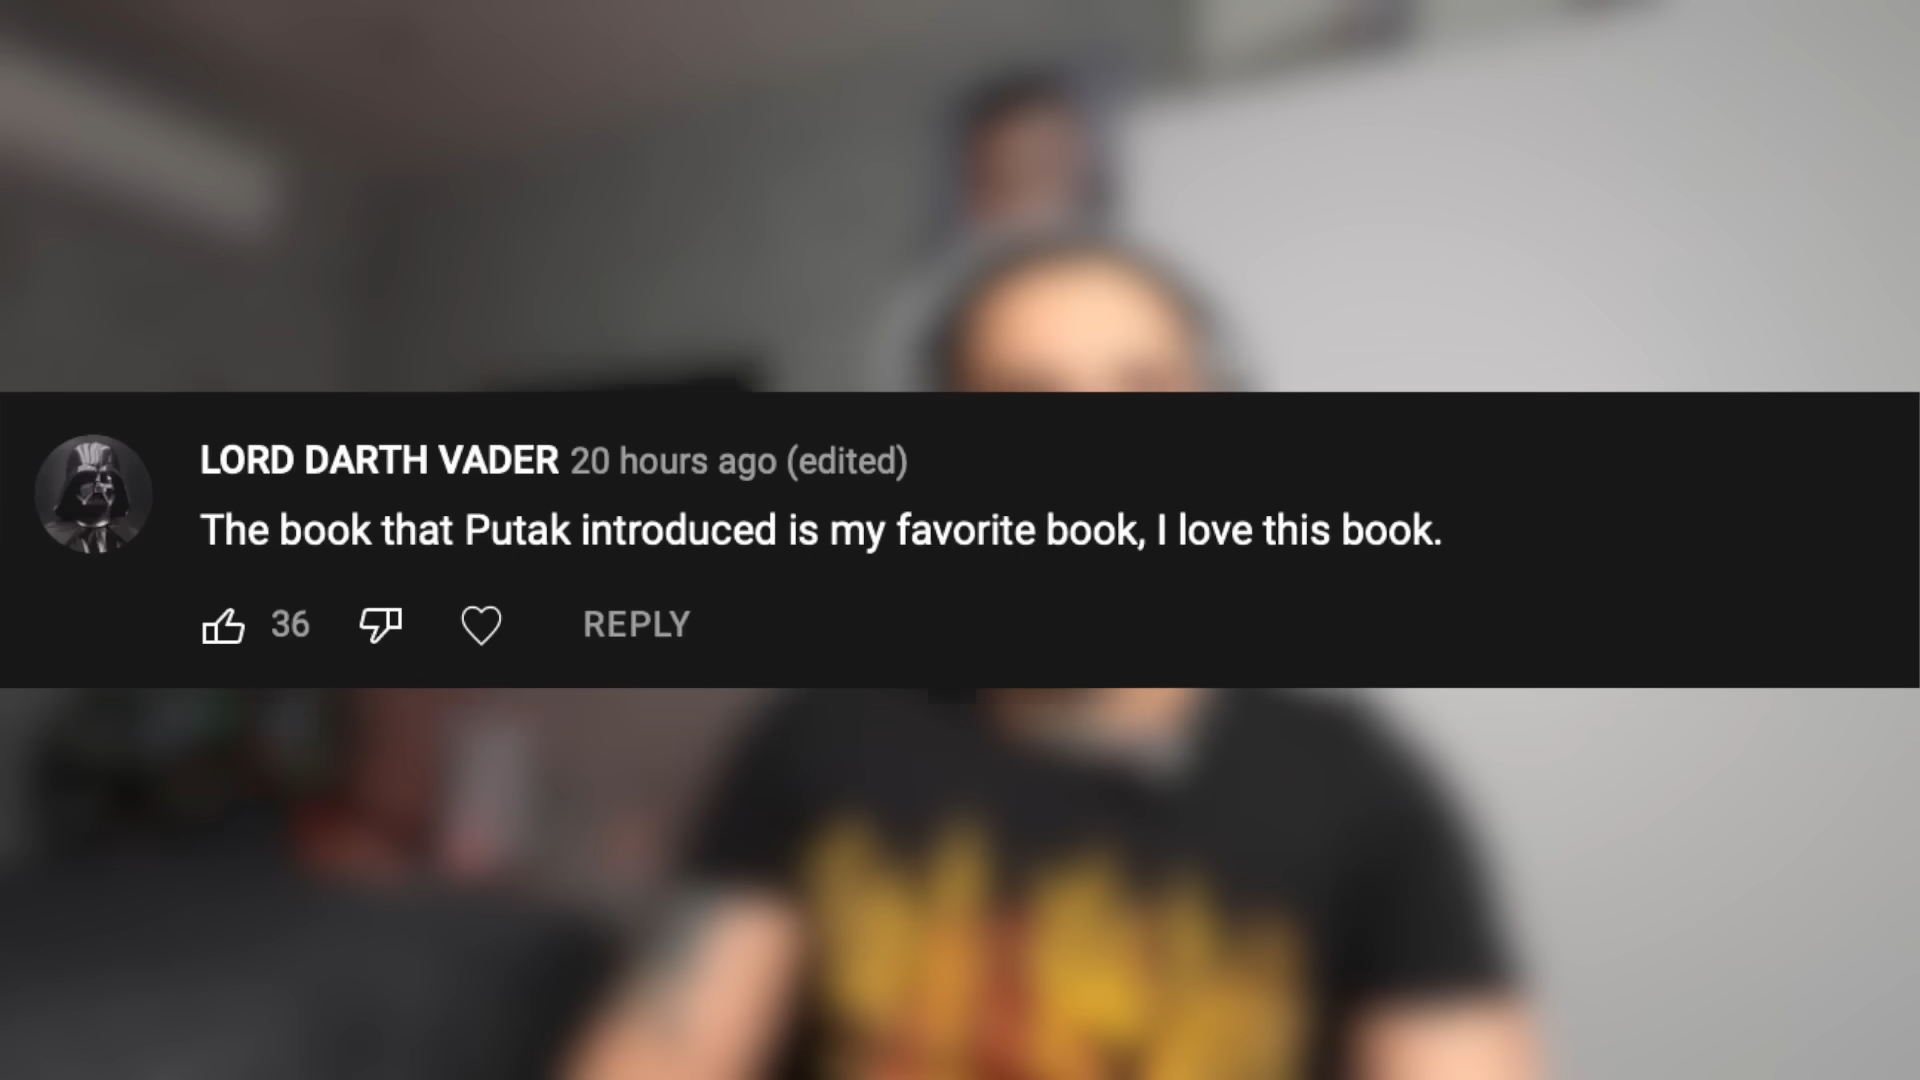 LORD DARTH VADER 20 hours ago (edited)
The book that Putak introduced is my favorite book, I love this book.
36 REPLY